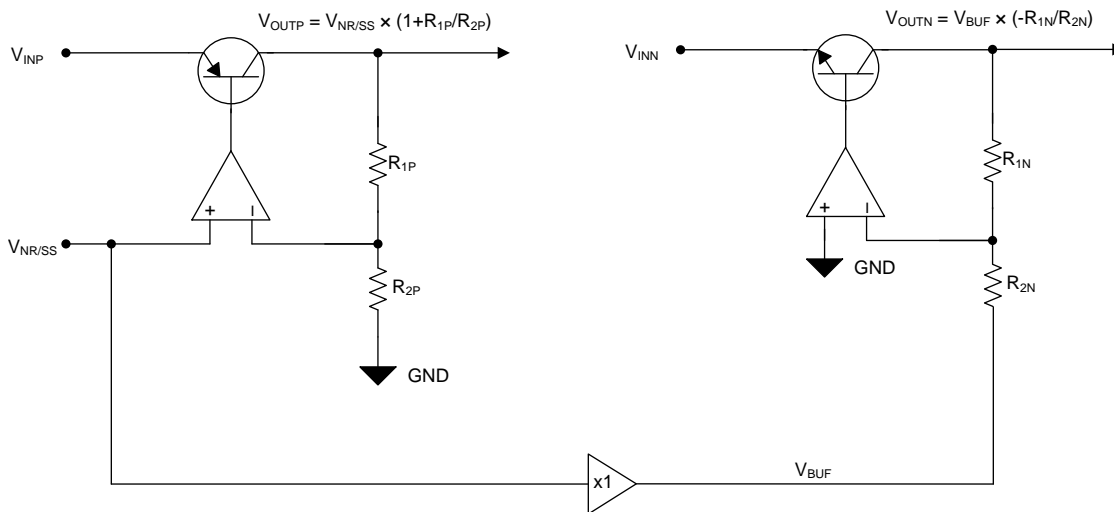 V_OUTP = V_NR/SS × (1+R_1P/R_2P)
V_OUTN = V_BUF × (-R_1N/R_2N)
V_INP
V_INN
R_1P
R_1N
+ –
+ –
V_NR/SS
GND
R_2P
R_2N
GND
x1
V_BUF